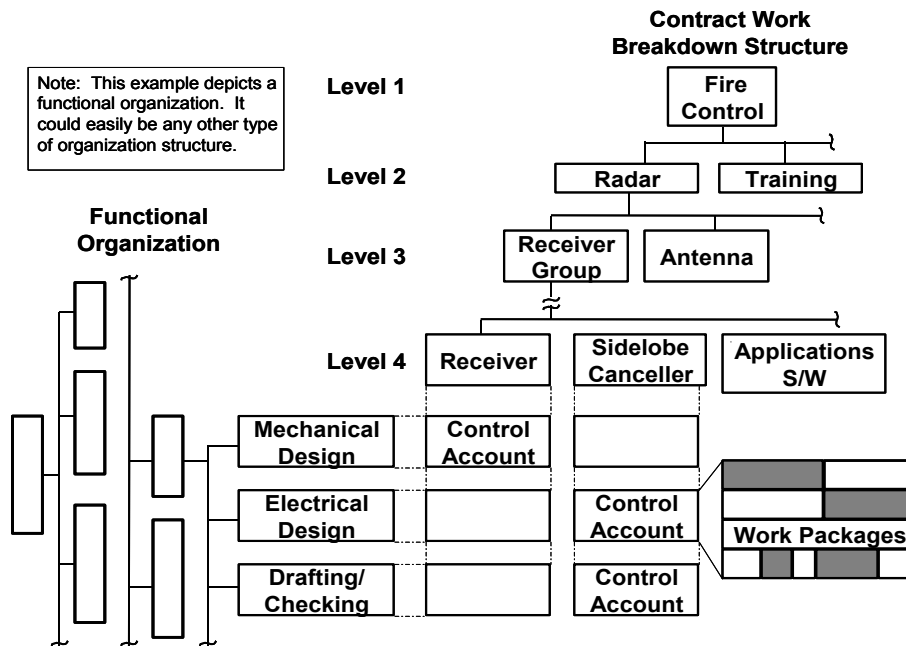 Contract Work
Breakdown Structure
Note:  This example depicts a
functional organization.  It
could easily be any other type
of organization structure.
Level 1
Fire
Control
Level 2
Radar
Training
Functional
Organization
Level 3
Receiver
Group
Antenna
Level 4
Receiver
Sidelobe
Canceller
Applications
S/W
Mechanical
Design
Control
Account
Electrical
Design
Control
Account
Work Packages
Drafting/
Checking
Control
Account